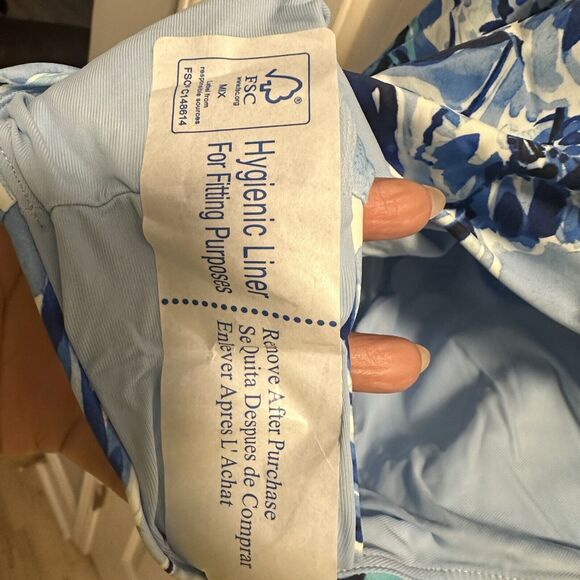 FSC®
www.fsc.org
MIX
Label from
responsible sources
FSC® C148614
Hygienic Liner
For Fitting Purposes
Remove After Purchase
Se Quita Despues de Comprar
Enlever Apres L'Achat